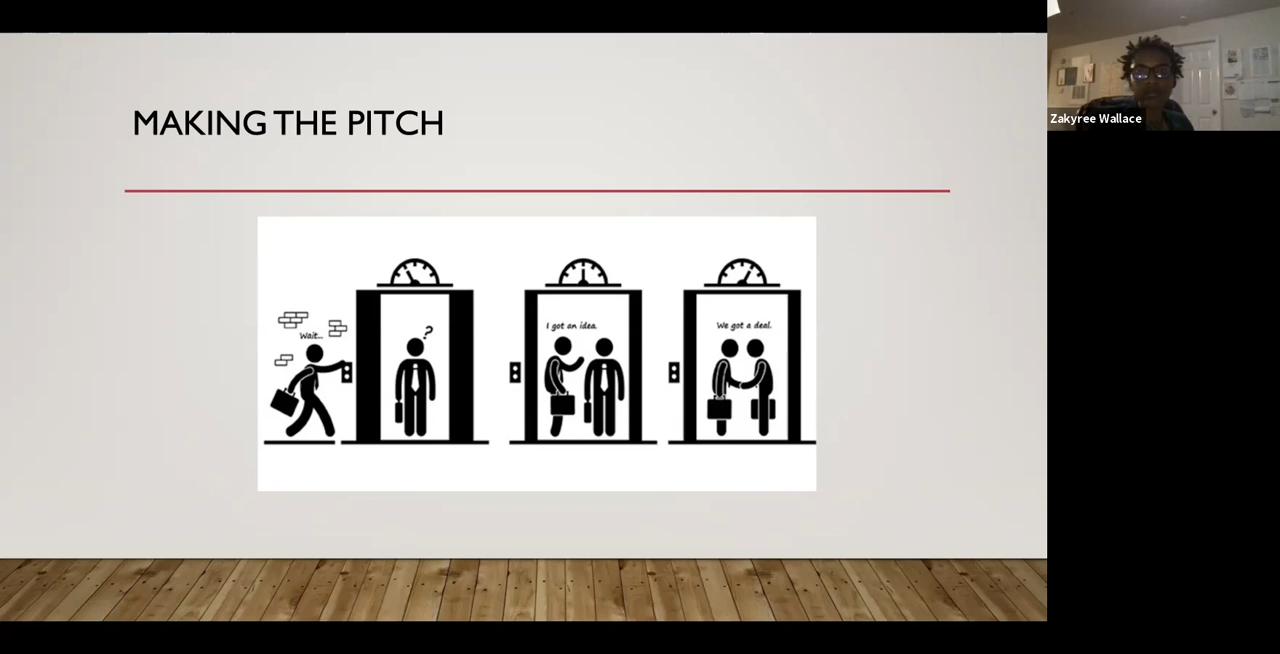 MAKING THE PITCH
Wait...
?
I got an idea.
We got a deal.
Zakyree Wallace